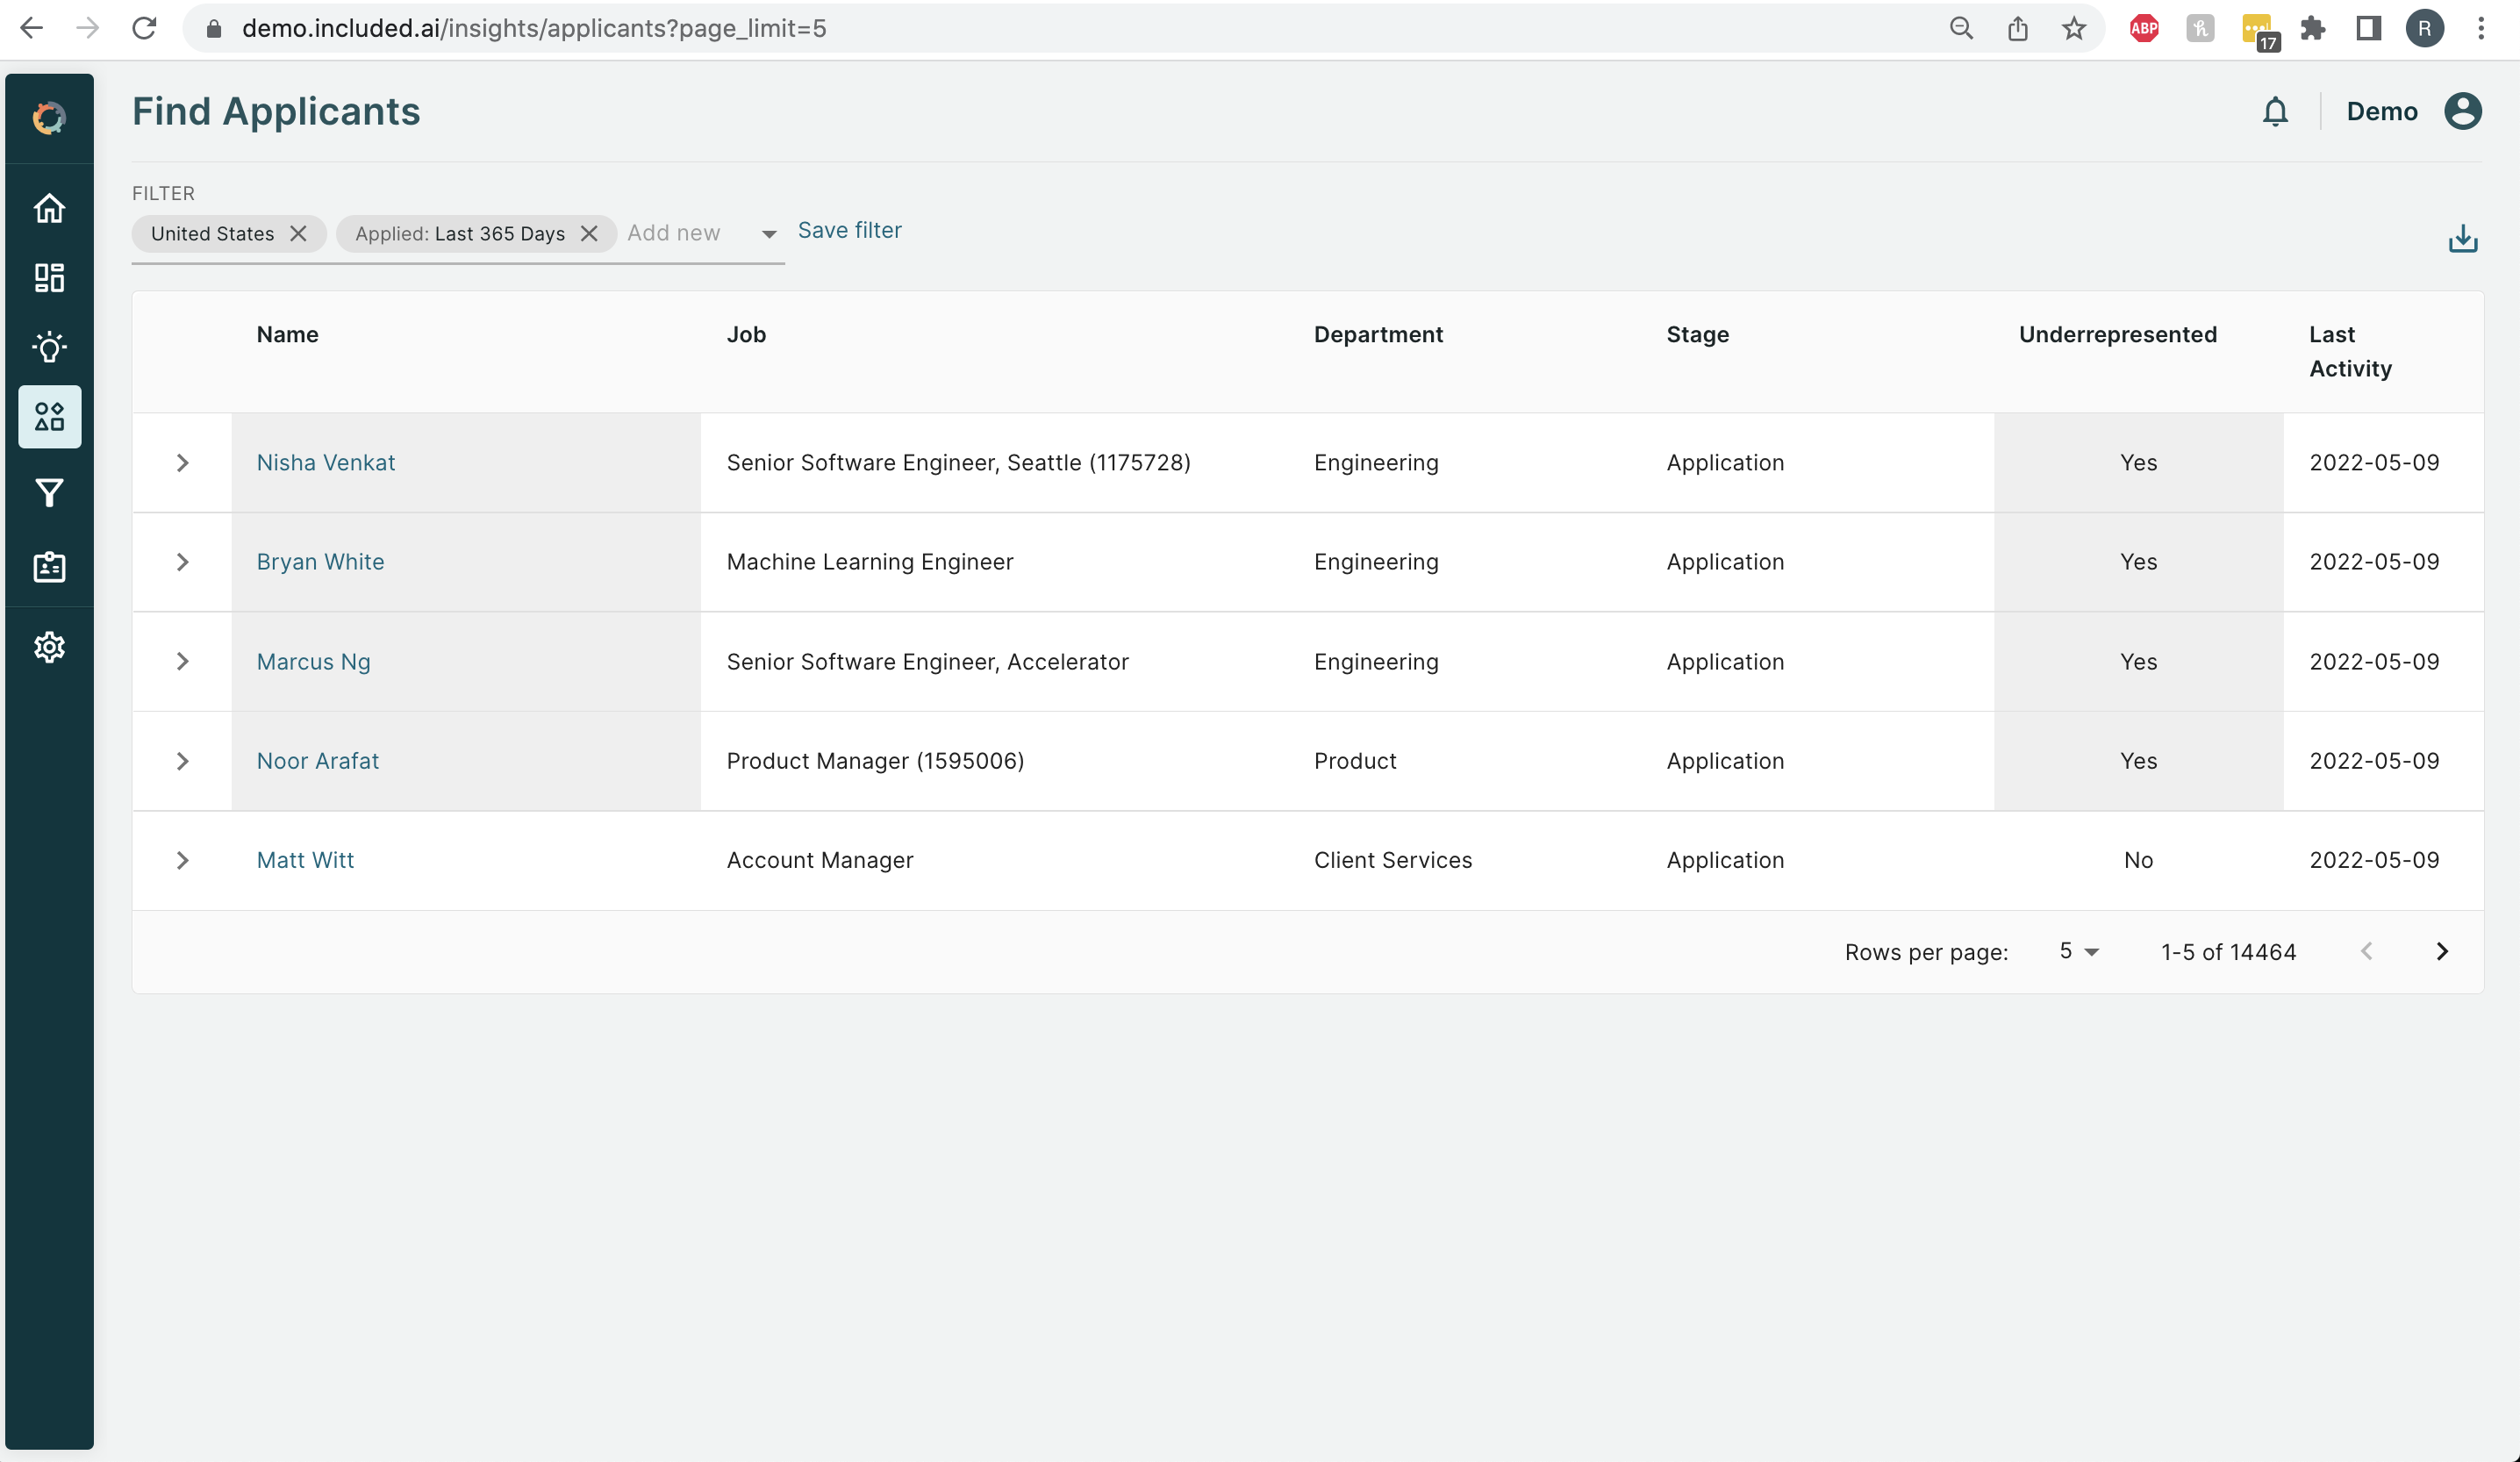 demo.included.ai/insights/applicants?page_limit=5
ABP
17
R
Find Applicants
Demo
FILTER
United States
Applied: Last 365 Days
Add new
Save filter
Name Job Department Stage Underrepresented Last Activity
Nisha Venkat Senior Software Engineer, Seattle (1175728) Engineering Application Yes 2022-05-09
Bryan White Machine Learning Engineer Engineering Application Yes 2022-05-09
Marcus Ng Senior Software Engineer, Accelerator Engineering Application Yes 2022-05-09
Noor Arafat Product Manager (1595006) Product Application Yes 2022-05-09
Matt Witt Account Manager Client Services Application No 2022-05-09
Rows per page: 5 1-5 of 14464